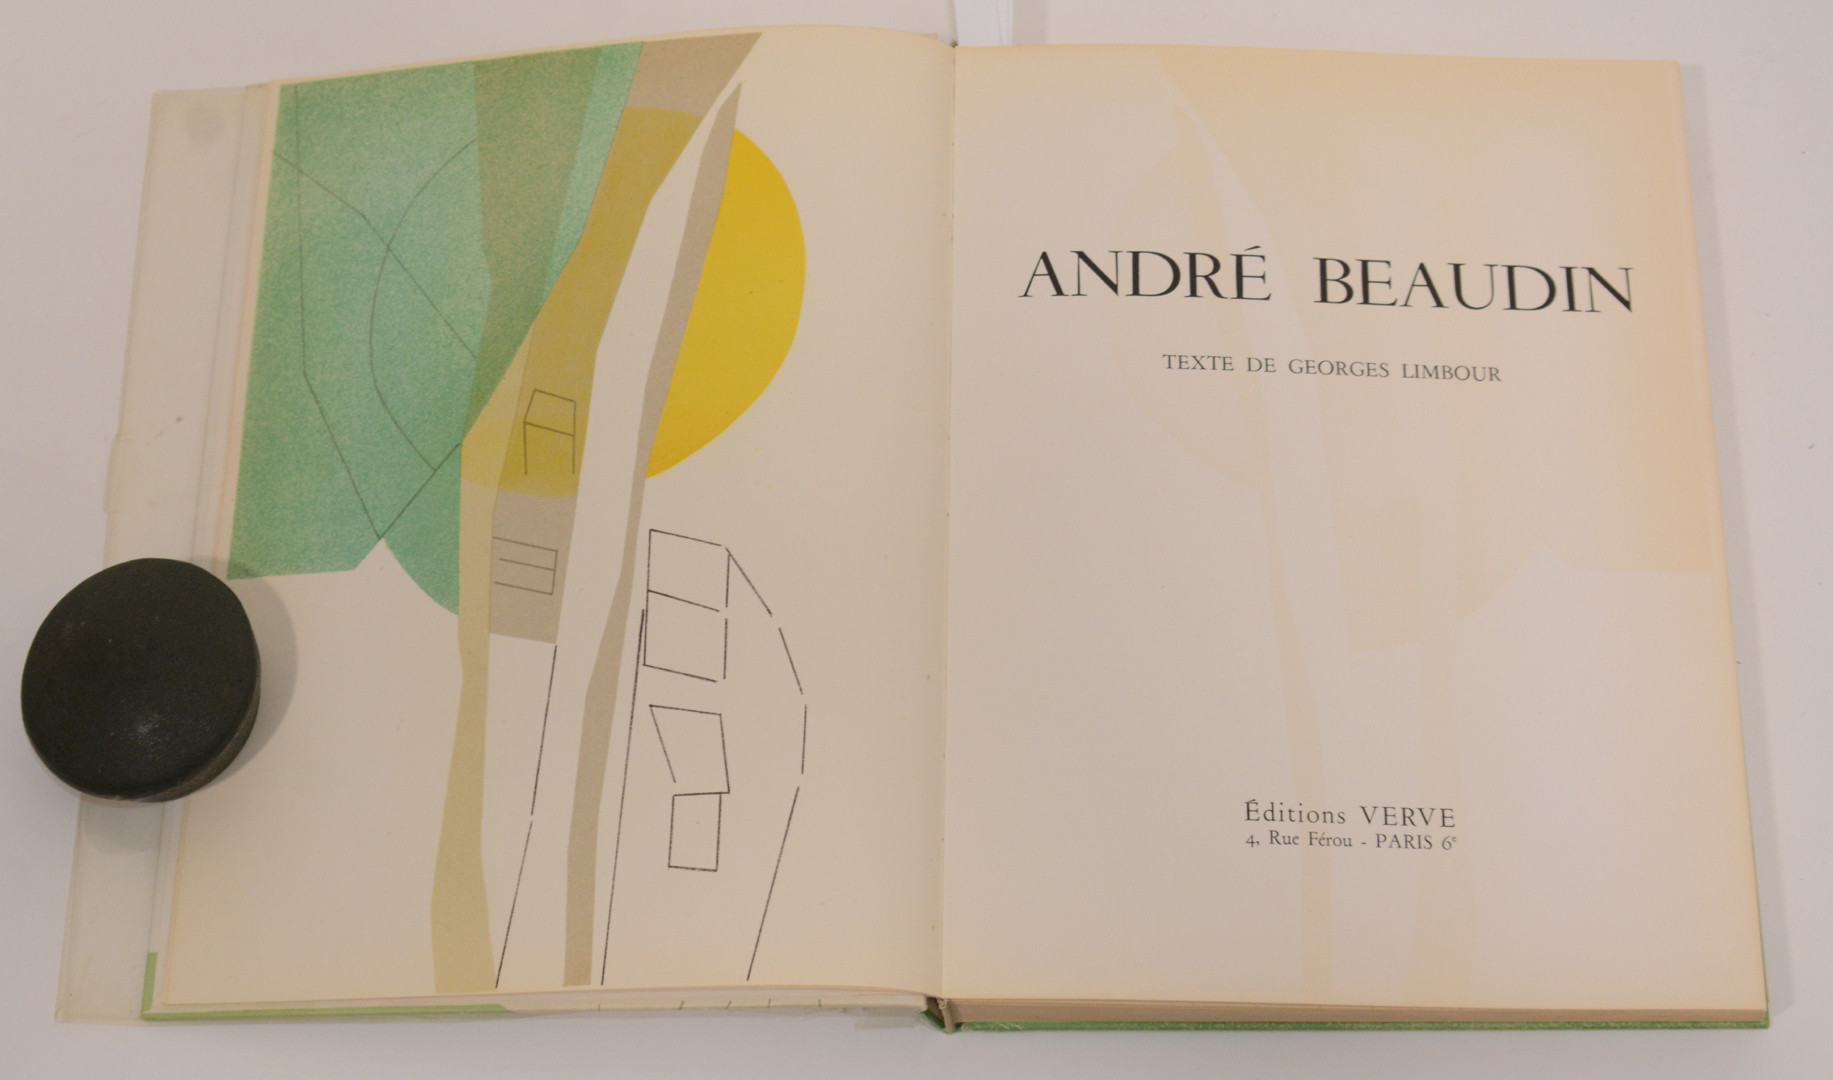 ANDRÉ BEAUDIN
TEXTE DE GEORGES LIMBOUR
Éditions VERVE
4, Rue Férou - PARIS 6ᵉ